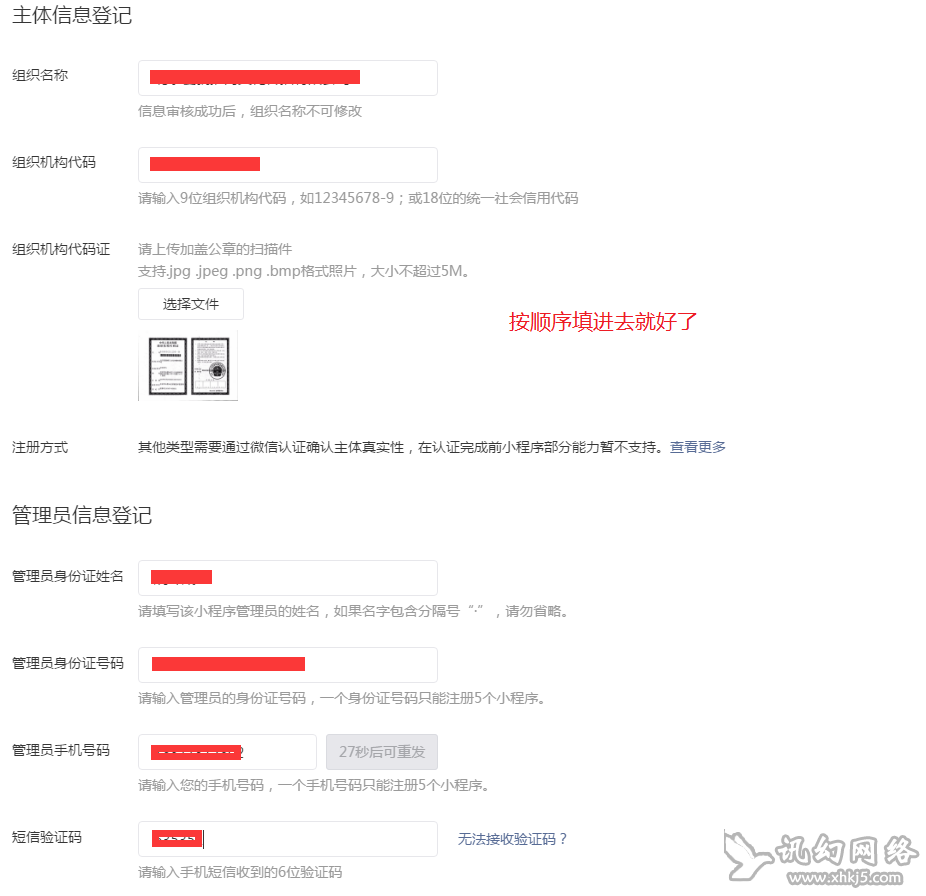 主体信息登记
组织名称
信息审核成功后，组织名称不可修改
组织机构代码
请输入9位组织机构代码，如12345678-9；或18位的统一社会信用代码
组织机构代码证
请上传加盖公章的扫描件
支持.jpg .jpeg .png .bmp格式照片，大小不超过5M。
选择文件
按顺序填进去就好了
注册方式
其他类型需要通过微信认证确认主体真实性，在认证完成前小程序部分能力暂不支持。查看更多
管理员信息登记
管理员身份证姓名
请填写该小程序管理员的姓名，如果名字包含分隔号“·”，请勿省略。
管理员身份证号码
请输入管理员的身份证号码，一个身份证号码只能注册5个小程序。
管理员手机号码
27秒后可重发
请输入您的手机号码，一个手机号码只能注册5个小程序。
短信验证码
无法接收验证码？
请输入手机短信收到的6位验证码
讯幻网络
www.xhkj5.com